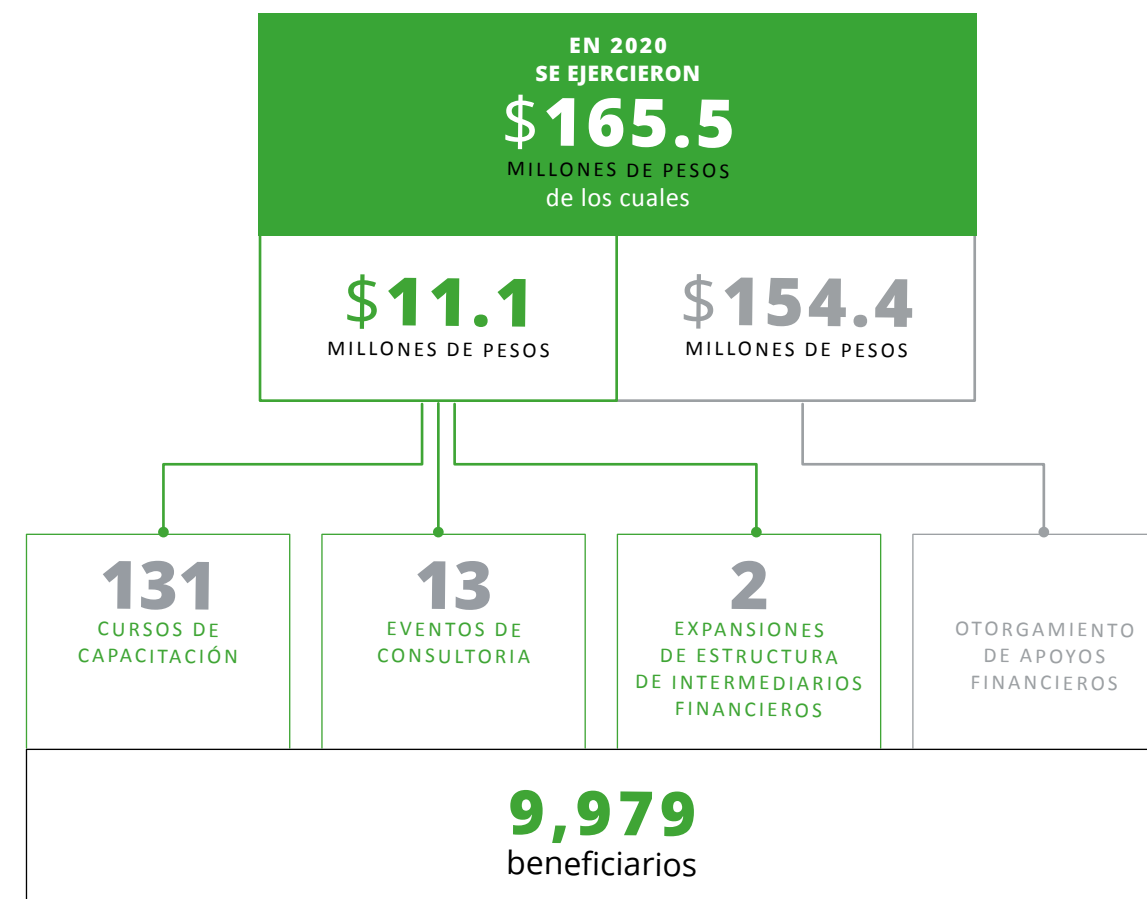 EN 2020
SE EJERCIERON
$165.5
MILLONES DE PESOS
de los cuales
$11.1
MILLONES DE PESOS
$154.4
MILLONES DE PESOS
131
CURSOS DE
CAPACITACIÓN
13
EVENTOS DE
CONSULTORIA
2
EXPANSIONES
DE ESTRUCTURA
DE INTERMEDIARIOS
FINANCIEROS
OTORGAMIENTO
DE APOYOS
FINANCIEROS
9,979
beneficiarios